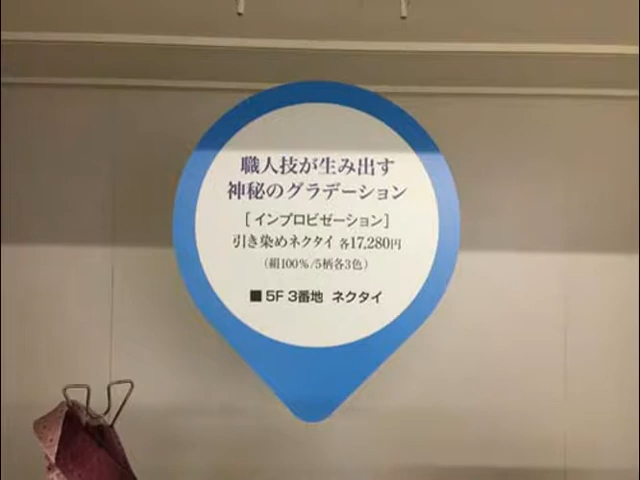 職人技が生み出す
神秘のグラデーション
[インプロビゼーション]
引き染めネクタイ 各17,280円
(絹100%/5柄各3色)
■ 5F 3番地 ネクタイ